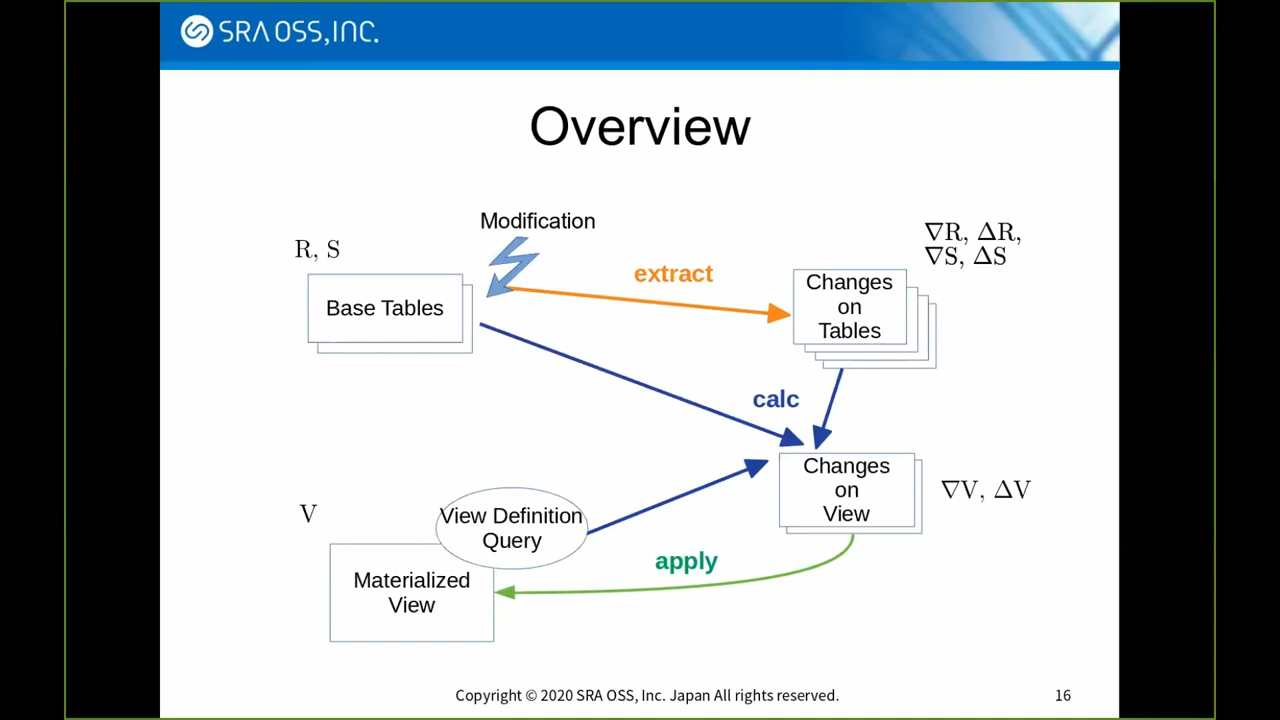 SRA OSS, INC.
Overview
Modification
R, S
∇R, ΔR,
∇S, ΔS
extract
Base Tables
Changes
on
Tables
calc
Changes
on
View
∇V, ΔV
V
View Definition
Query
apply
Materialized
View
Copyright © 2020 SRA OSS, Inc. Japan All rights reserved.
16